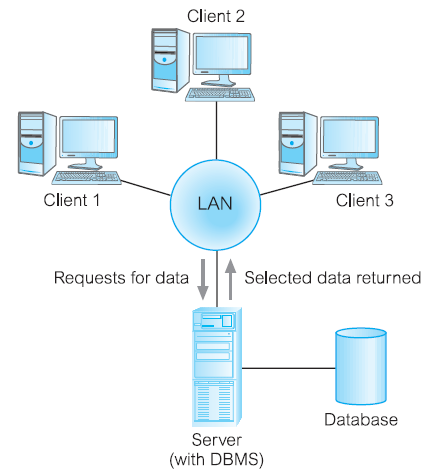 Client 2
Client 1
LAN
Client 3
Requests for data
Selected data returned
Database
Server
(with DBMS)